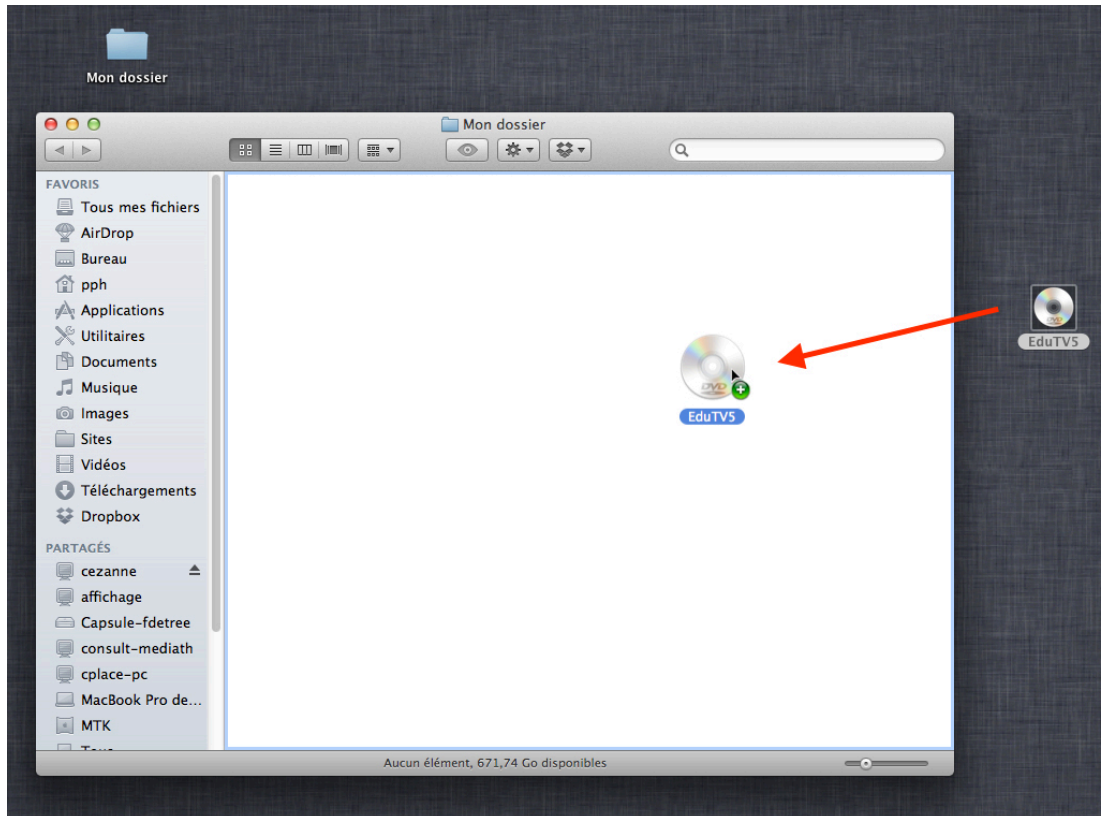 Mon dossier
Mon dossier
FAVORIS
Tous mes fichiers
AirDrop
Bureau
pph
Applications
Utilitaires
Documents
Musique
Images
Sites
Vidéos
Téléchargements
Dropbox
PARTAGÉS
cezanne
affichage
Capsule-fdetree
consult-mediath
cplace-pc
MacBook Pro de...
MTK
DVD
EduTV5
DVD
EduTV5
Aucun élément, 671,74 Go disponibles